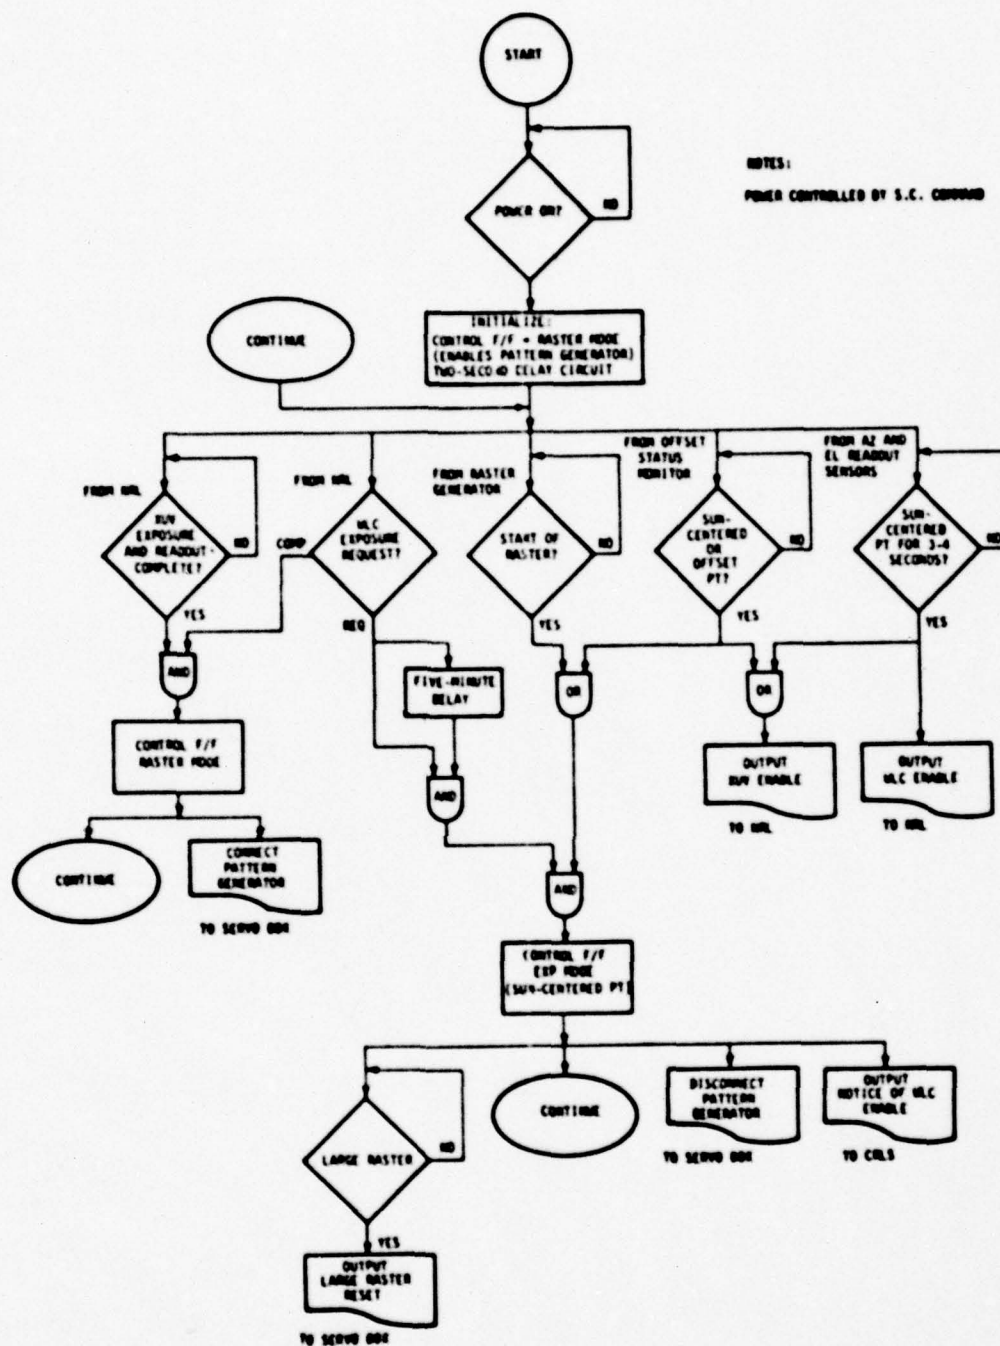 START
NOTES:
POWER ON?
NO
POWER CONTROLLED BY S.C. COMMAND
INITIALIZE:
CONTROL F/F = RASTER MODE
(ENABLES PATTERN GENERATOR)
TWO-SECOND DELAY CIRCUIT
CONTINUE
FROM NRL
XUV
EXPOSURE
AND READOUT-
COMPLETE?
NO
YES
FROM NRL
WLC
EXPOSURE
REQUEST?
COMP
REQ
FROM RASTER
GENERATOR
START OF
RASTER?
NO
YES
FROM OFFSET
STATUS
MONITOR
SUN-
CENTERED
OR
OFFSET
PT?
NO
YES
FROM AZ AND
EL READOUT
SENSORS
SUN-
CENTERED
PT FOR 3-4
SECONDS?
NO
YES
AND
FIVE-MINUTE
DELAY
OR
OR
CONTROL F/F
RASTER MODE
AND
OUTPUT
XUV ENABLE
TO NRL
OUTPUT
WLC ENABLE
TO NRL
CONTINUE
CONNECT
PATTERN
GENERATOR
TO SERVO BOX
AND
CONTROL F/F
EXP MODE
(SUN-CENTERED PT)
LARGE RASTER
NO
YES
CONTINUE
DISCONNECT
PATTERN
GENERATOR
TO SERVO BOX
OUTPUT
NOTICE OF WLC
ENABLE
TO CRLS
OUTPUT
LARGE RASTER
RESET
TO SERVO BOX